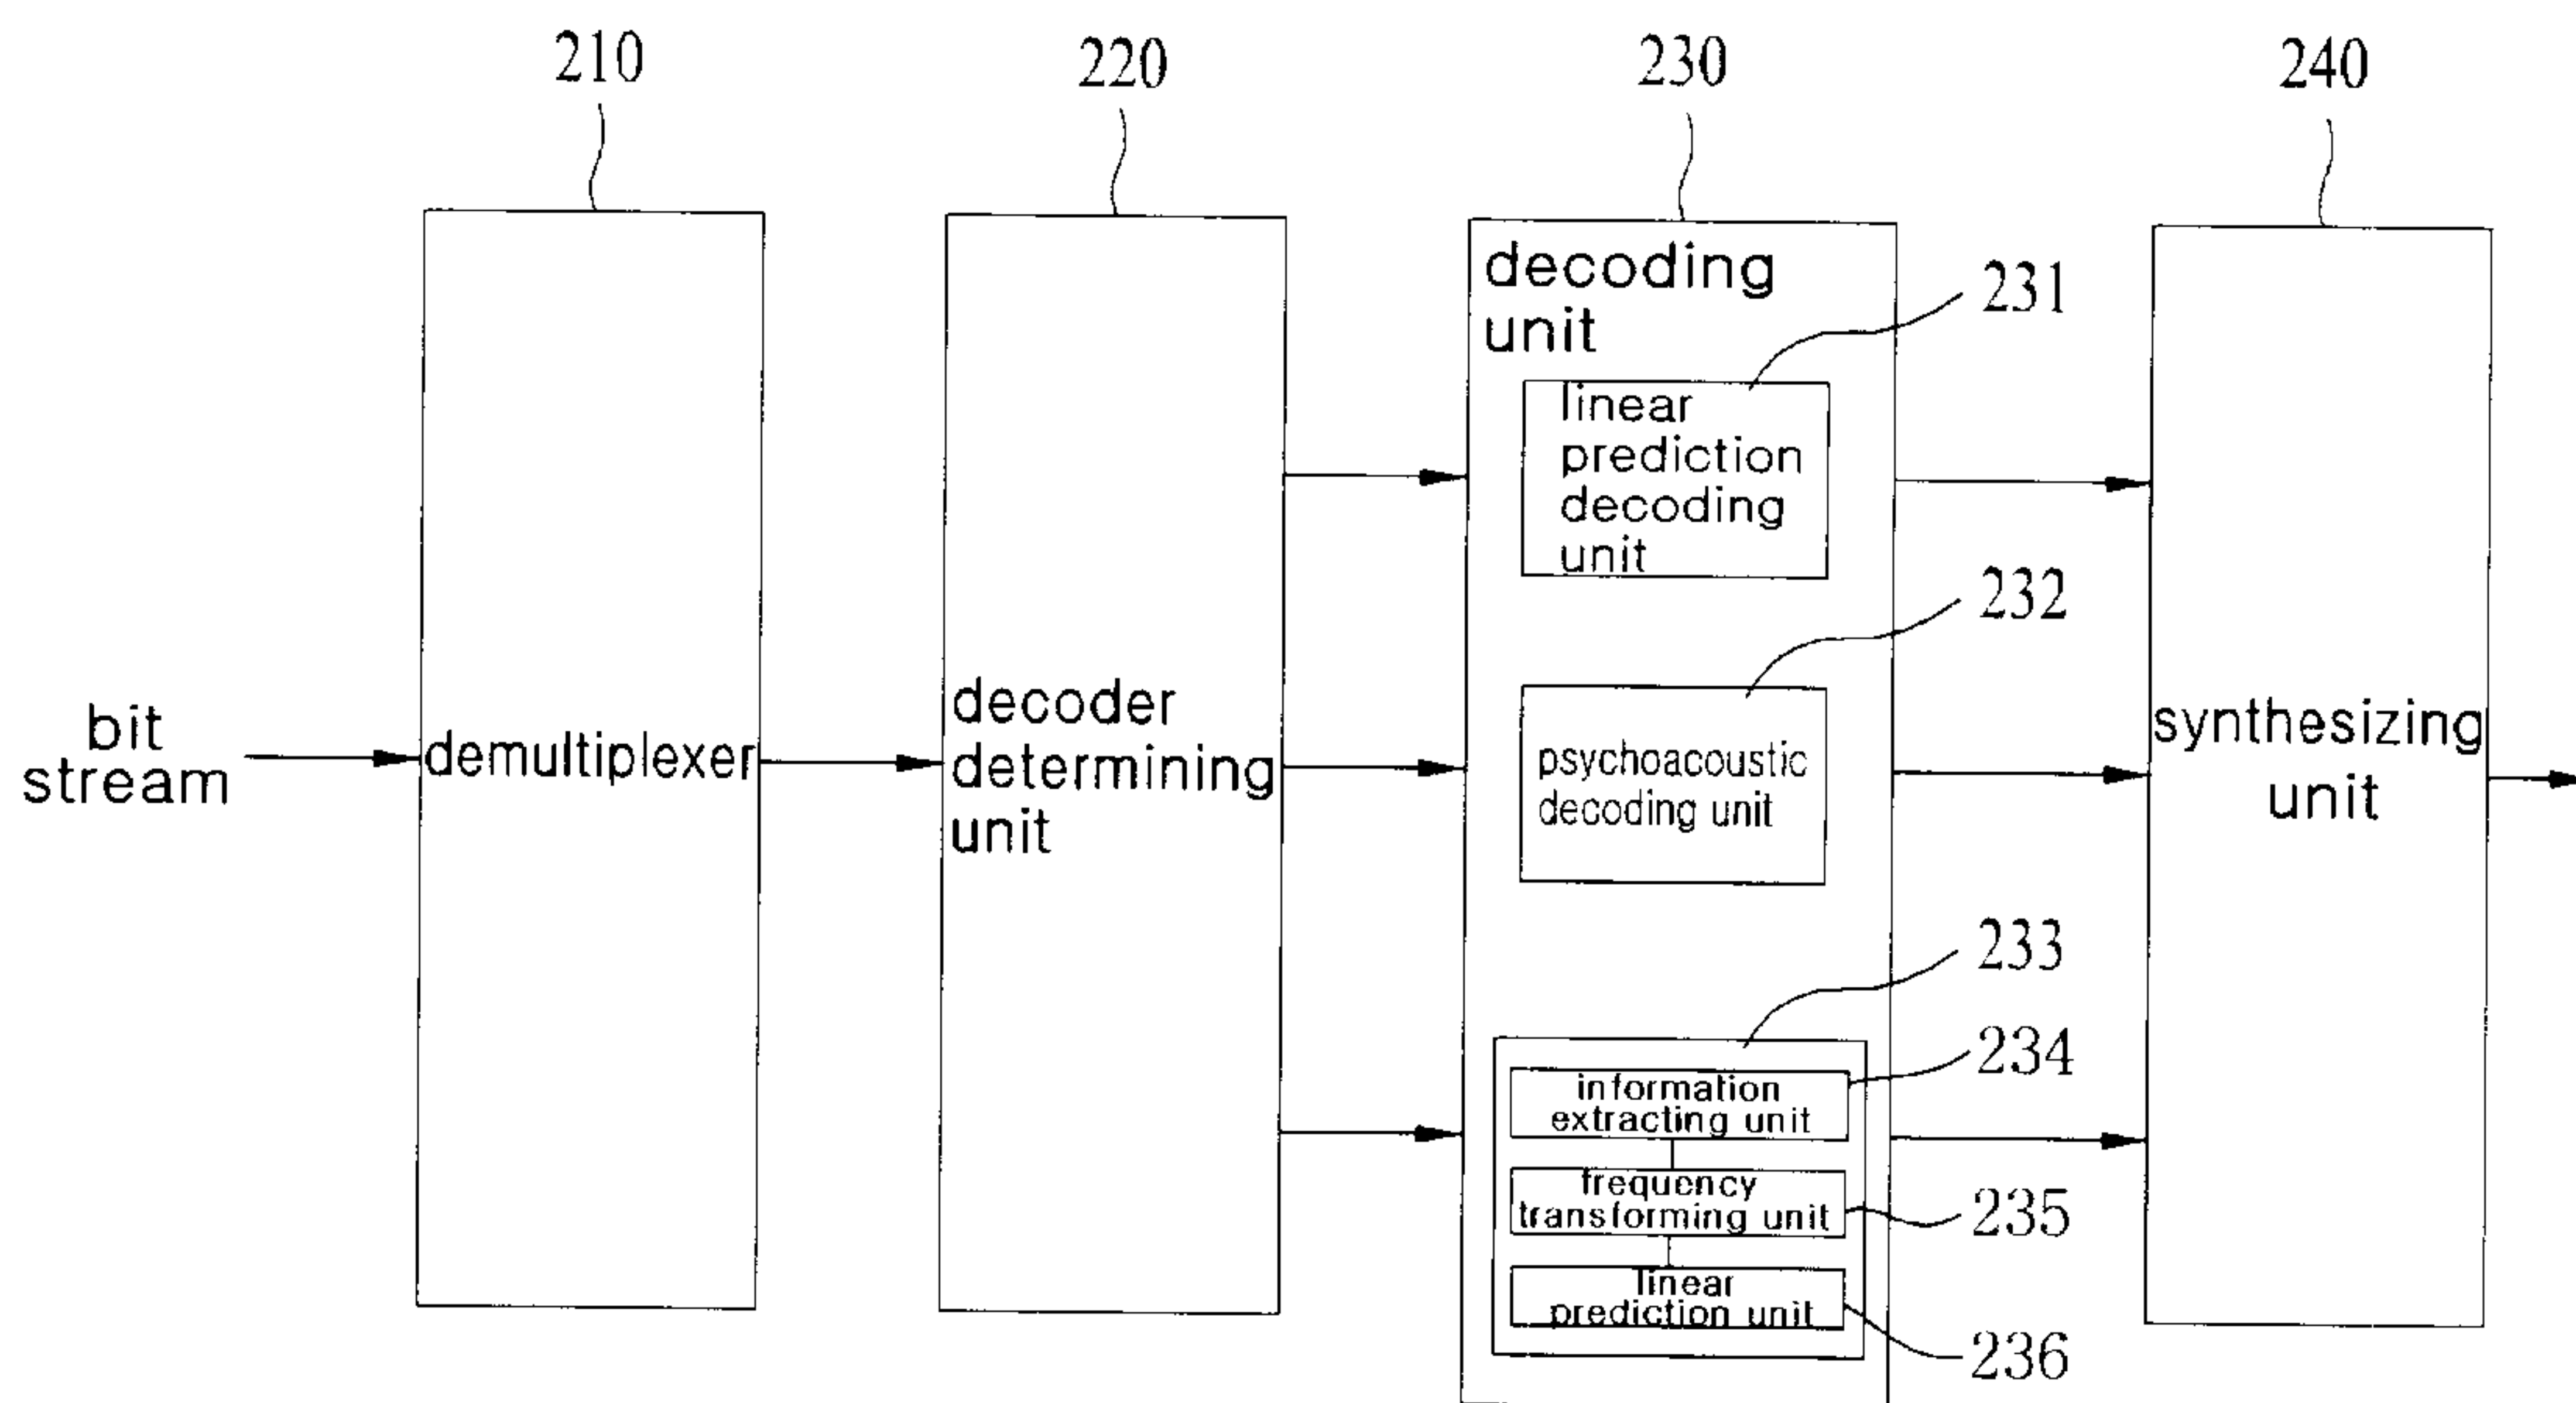 210
220
230
240
bit
stream
demultiplexer
decoder
determining
unit
decoding
unit
231
linear
prediction
decoding
unit
232
psychoacoustic
decoding unit
233
234
information
extracting unit
frequency
transforming unit
235
linear
prediction unit
236
synthesizing
unit